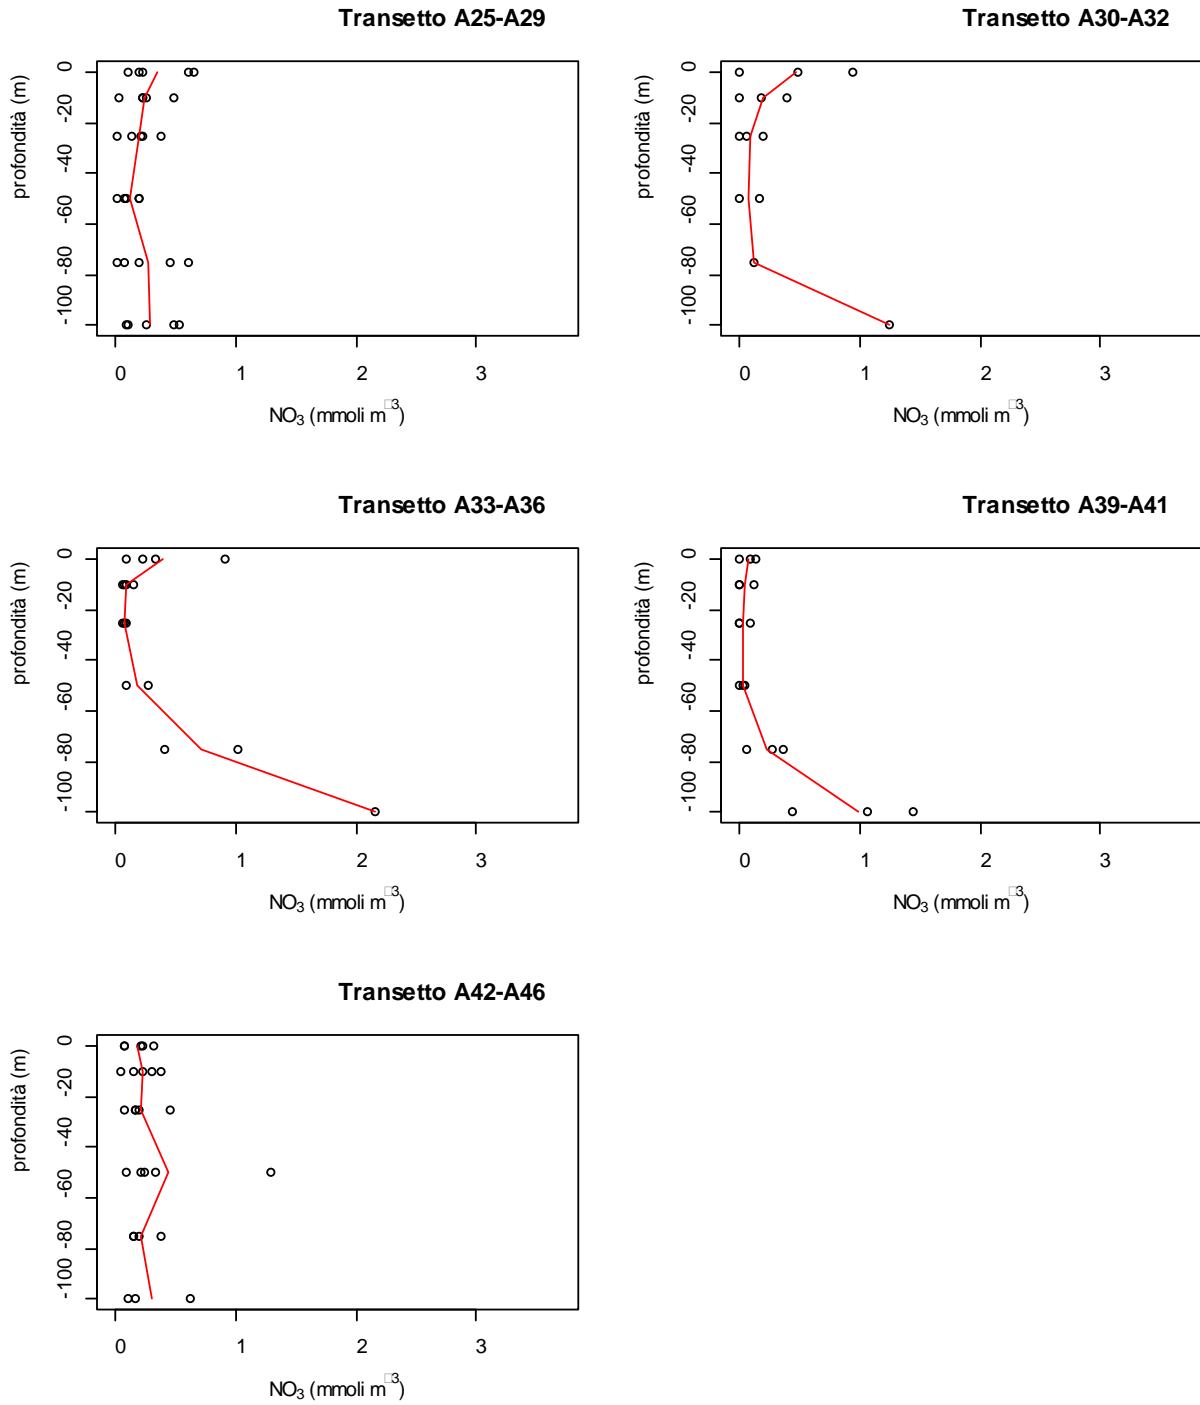 Transetto A25-A29
profondità (m)
0
-20
-40
-60
-80
-100
0 1 2 3
NO₃ (mmoli m□³)
Transetto A30-A32
profondità (m)
0
-20
-40
-60
-80
-100
0 1 2 3
NO₃ (mmoli m□³)
Transetto A33-A36
profondità (m)
0
-20
-40
-60
-80
-100
0 1 2 3
NO₃ (mmoli m□³)
Transetto A39-A41
profondità (m)
0
-20
-40
-60
-80
-100
0 1 2 3
NO₃ (mmoli m□³)
Transetto A42-A46
profondità (m)
0
-20
-40
-60
-80
-100
0 1 2 3
NO₃ (mmoli m□³)